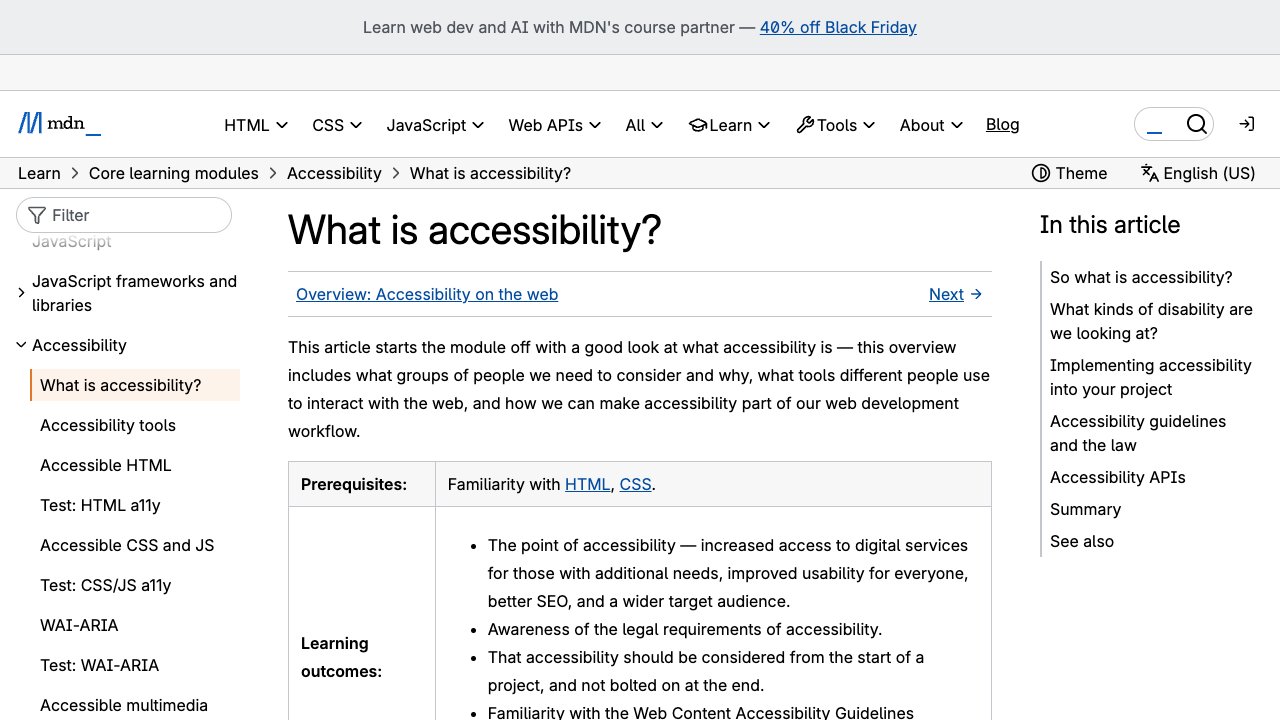 Learn web dev and AI with MDN's course partner — 40% off Black Friday
mdn_
HTML CSS JavaScript Web APIs All Learn Tools About Blog
Learn > Core learning modules > Accessibility > What is accessibility?
Theme English (US)
Filter
JavaScript
JavaScript frameworks and
libraries
Accessibility
What is accessibility?
Accessibility tools
Accessible HTML
Test: HTML a11y
Accessible CSS and JS
Test: CSS/JS a11y
WAI-ARIA
Test: WAI-ARIA
Accessible multimedia
What is accessibility?
Overview: Accessibility on the web
Next →
This article starts the module off with a good look at what accessibility is — this overview
includes what groups of people we need to consider and why, what tools different people use
to interact with the web, and how we can make accessibility part of our web development
workflow.
Prerequisites: Familiarity with HTML, CSS.
Learning
outcomes:
• The point of accessibility — increased access to digital services
for those with additional needs, improved usability for everyone,
better SEO, and a wider target audience.
• Awareness of the legal requirements of accessibility.
• That accessibility should be considered from the start of a
project, and not bolted on at the end.
• Familiarity with the Web Content Accessibility Guidelines
In this article
So what is accessibility?
What kinds of disability are
we looking at?
Implementing accessibility
into your project
Accessibility guidelines
and the law
Accessibility APIs
Summary
See also